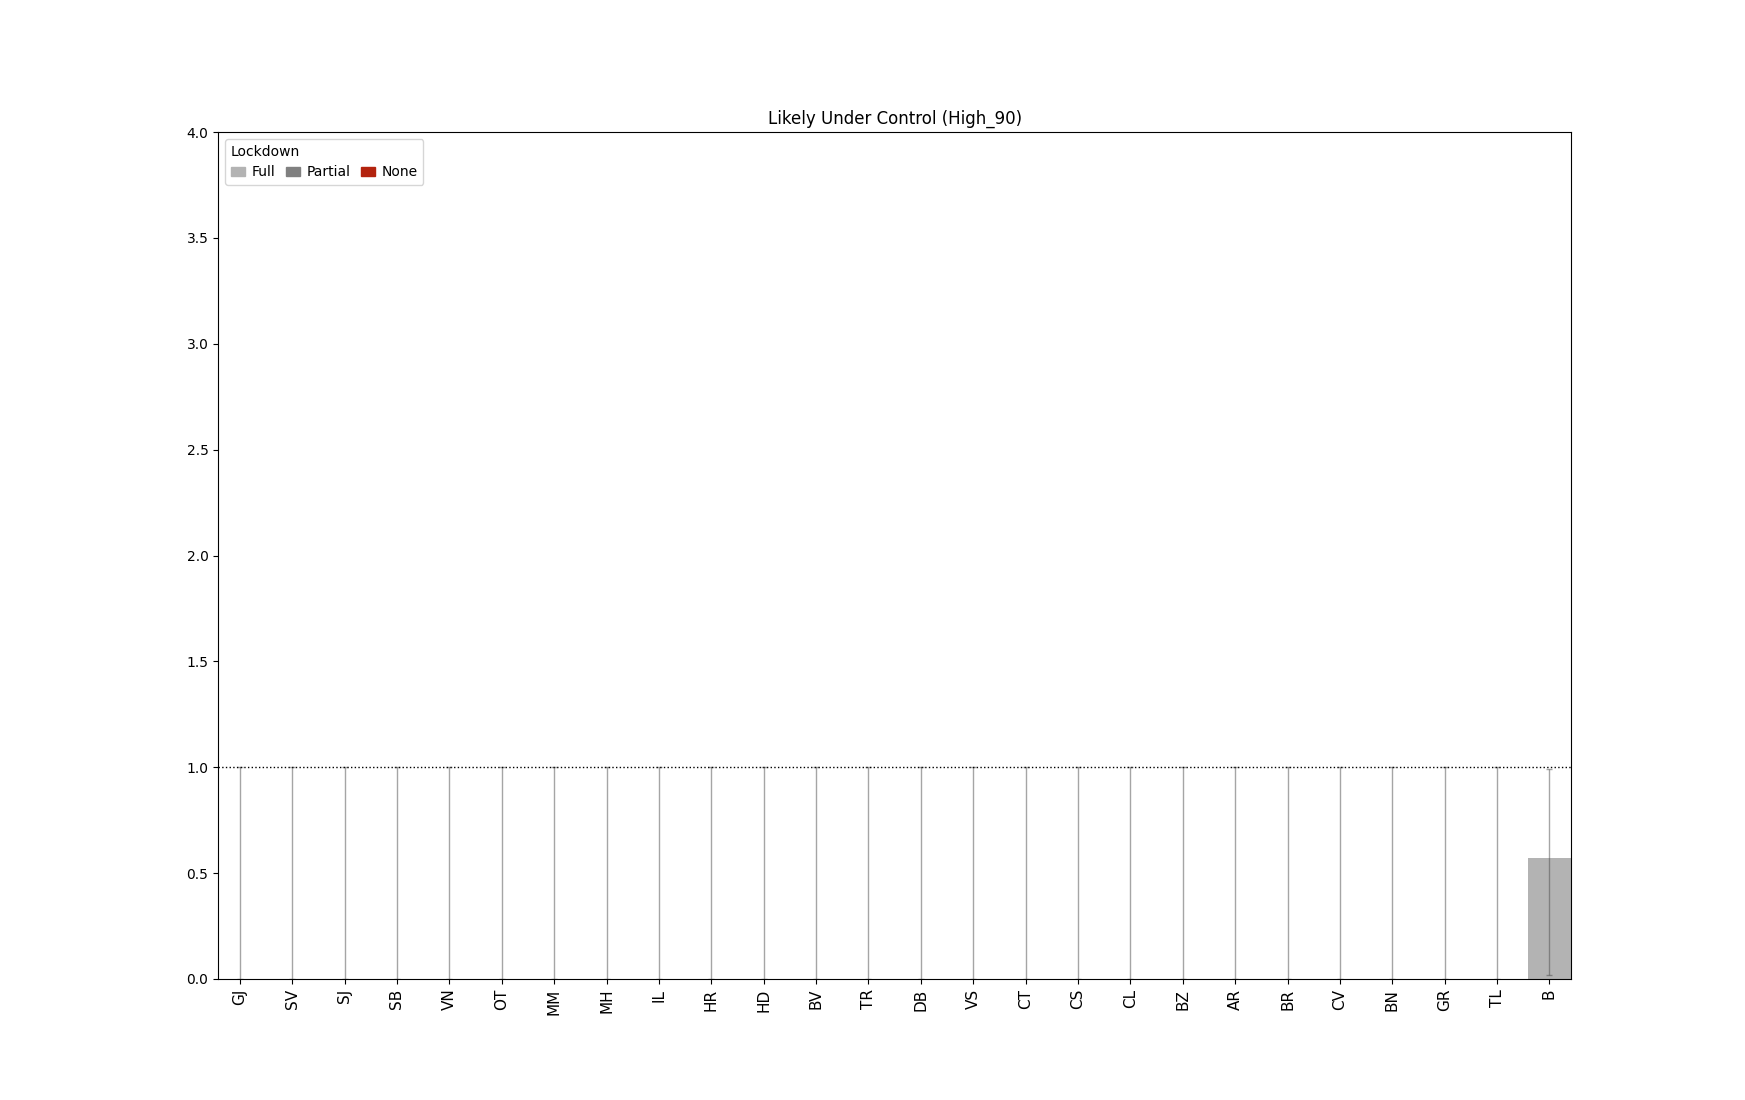 Likely Under Control (High_90)
Lockdown
Full Partial None
4.0
3.5
3.0
2.5
2.0
1.5
1.0
0.5
0.0
GJ SV SJ SB VN OT MM MH IL HR HD BV TR DB VS CT CS CL BZ AR BR CV BN GR TL B